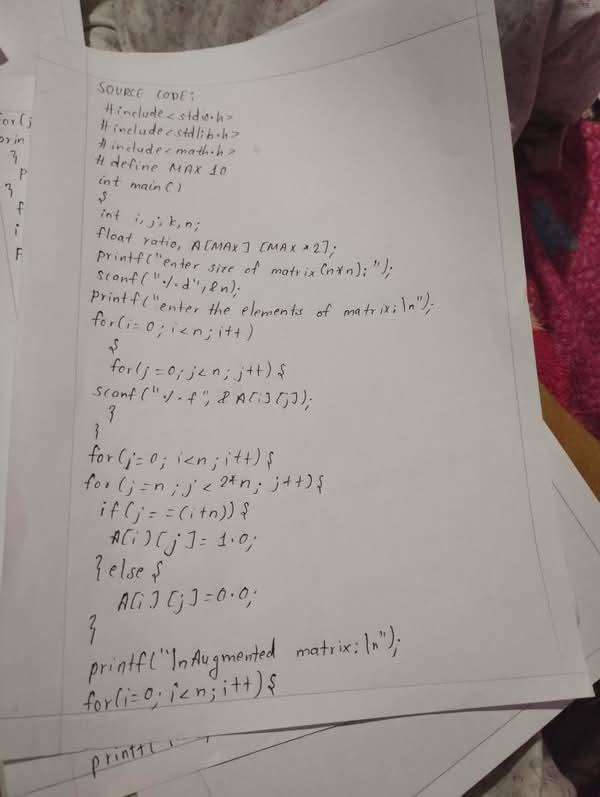 SOURCE CODE:
#include<stdio.h>
#include<stdlib.h>
#include<math.h>
#define MAX 10
int main()
{
int i,j,k,n;
float ratio, A[MAX][MAX*2];
printf("enter size of matrix(n*n):");
scanf("%d",&n);
printf("enter the elements of matrix;\n");
for(i=0;i<n;i++)
{
for(j=0;j<n;j++){
scanf("%f",&A[i][j]);
}
}
for(j=0;i<n;i++){
for(j=n;j<2*n;j++){
if(j==(i+n)){
A[i][j]=1.0;
}else{
A[i][j]=0.0;
}
printf("\nAugmented matrix:\n");
for(i=0;i<n;i++){
printf(
for(j
prin
}
p
}
f
i
F